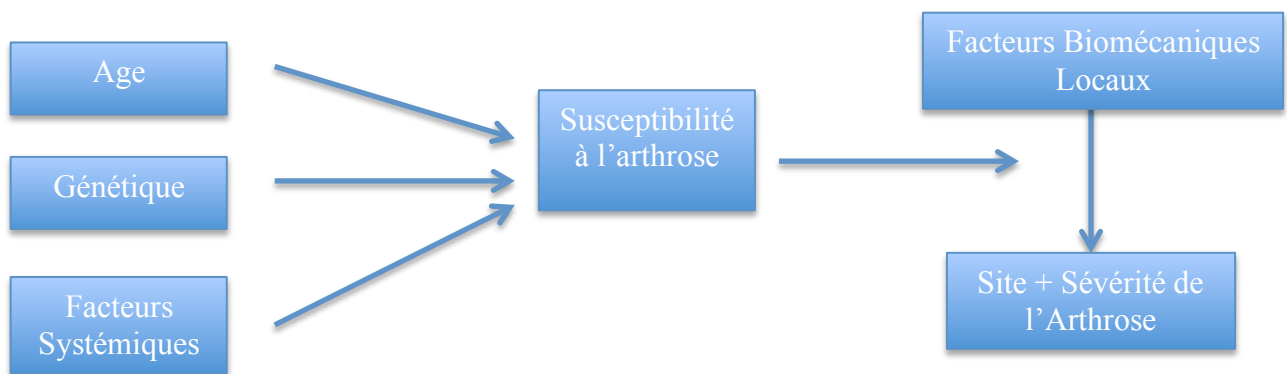 Age
Génétique
Facteurs
Systémiques
Susceptibilité
à l’arthrose
Facteurs Biomécaniques
Locaux
Site + Sévérité de
l’Arthrose